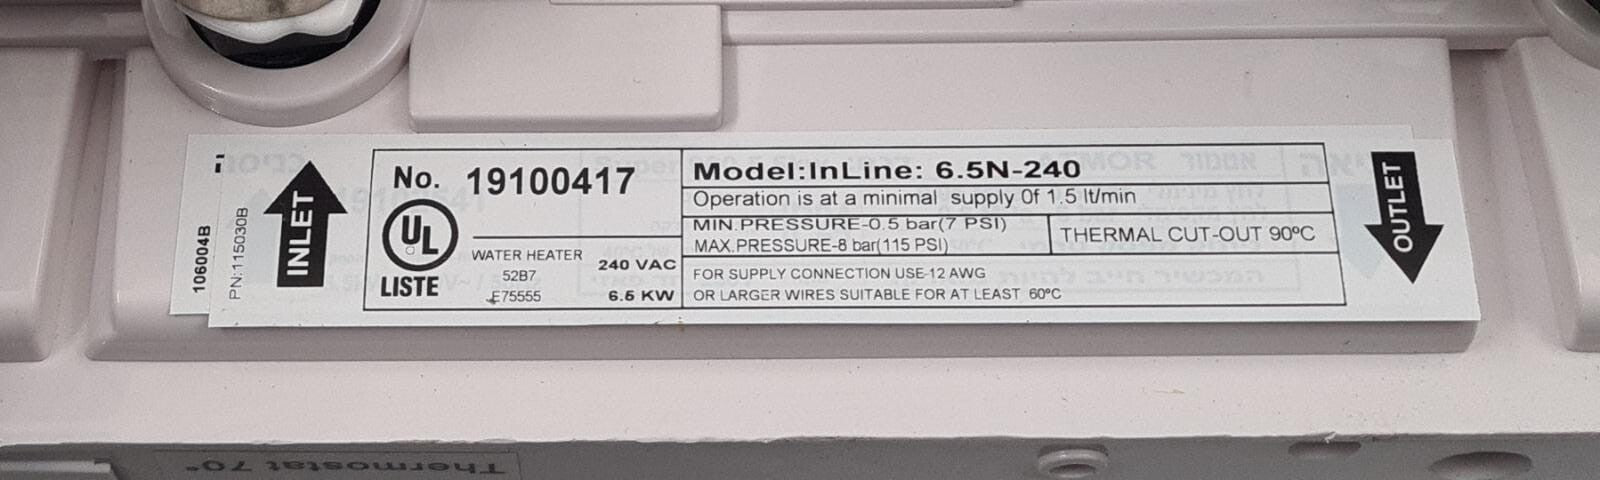 106004B
PN:115030B
INLET
No. 19100417
UL
LISTE
WATER HEATER
52B7
E75555
240 VAC
6.5 KW
Model:InLine: 6.5N-240
Operation is at a minimal supply 0f 1.5 lt/min
MIN.PRESSURE-0.5 bar(7 PSI)
MAX.PRESSURE-8 bar(115 PSI)
THERMAL CUT-OUT 90ºC
FOR SUPPLY CONNECTION USE-12 AWG
OR LARGER WIRES SUITABLE FOR AT LEAST 60ºC
OUTLET
Thermostat 70°